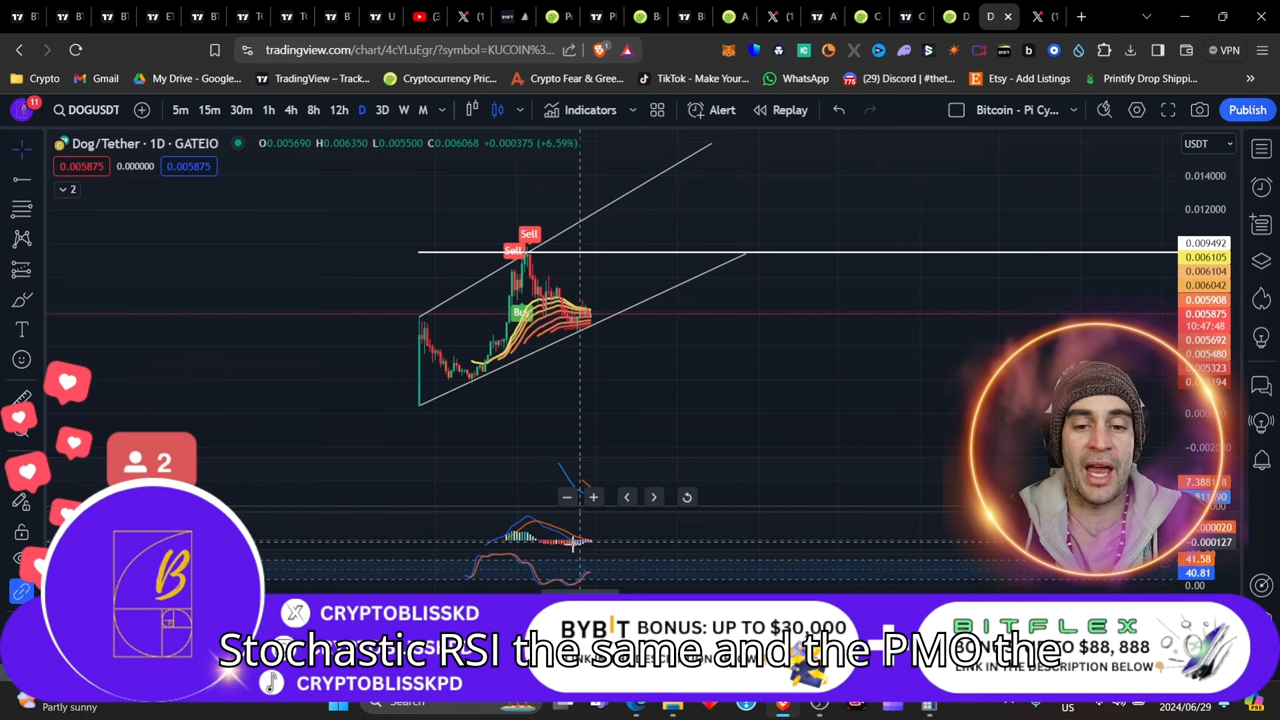 tradingview.com/chart/4cYLuEgr/?symbol=KUCOIN%3...
VPN
Crypto
Gmail
My Drive - Google...
TradingView – Track...
Cryptocurrency Pric...
Crypto Fear & Gree...
TikTok - Make Your...
WhatsApp
(29) Discord | #thet...
Etsy - Add Listings
Printify Drop Shippi...
11
DOGUSDT
5m 15m 30m 1h 4h 8h 12h D 3D W M
Indicators
Alert
Replay
Bitcoin - Pi Cy...
Publish
Dog/Tether · 1D · GATEIO
O0.005690 H0.006350 L0.005500 C0.006068 +0.000375 (+6.59%)
USDT
0.005875 0.000000 0.005875
2
0.014000
0.012000
Sell
Sell
Buy
0.009492
0.006105
0.006104
0.006042
0.005908
0.005875
10:47:48
0.005692
0.005480
0.005323
-0.000127
41.58
40.81
0.00
2
B
CRYPTOBLISSKD
CRYPTOBLISSKPD
BYBIT BONUS: UP TO $30,000
BITFLEX
$88, 888
LINK IN THE DESCRIPTION BELOW
Stochastic RSI the same and the PMO the
Search
Partly sunny
US
2024/06/29